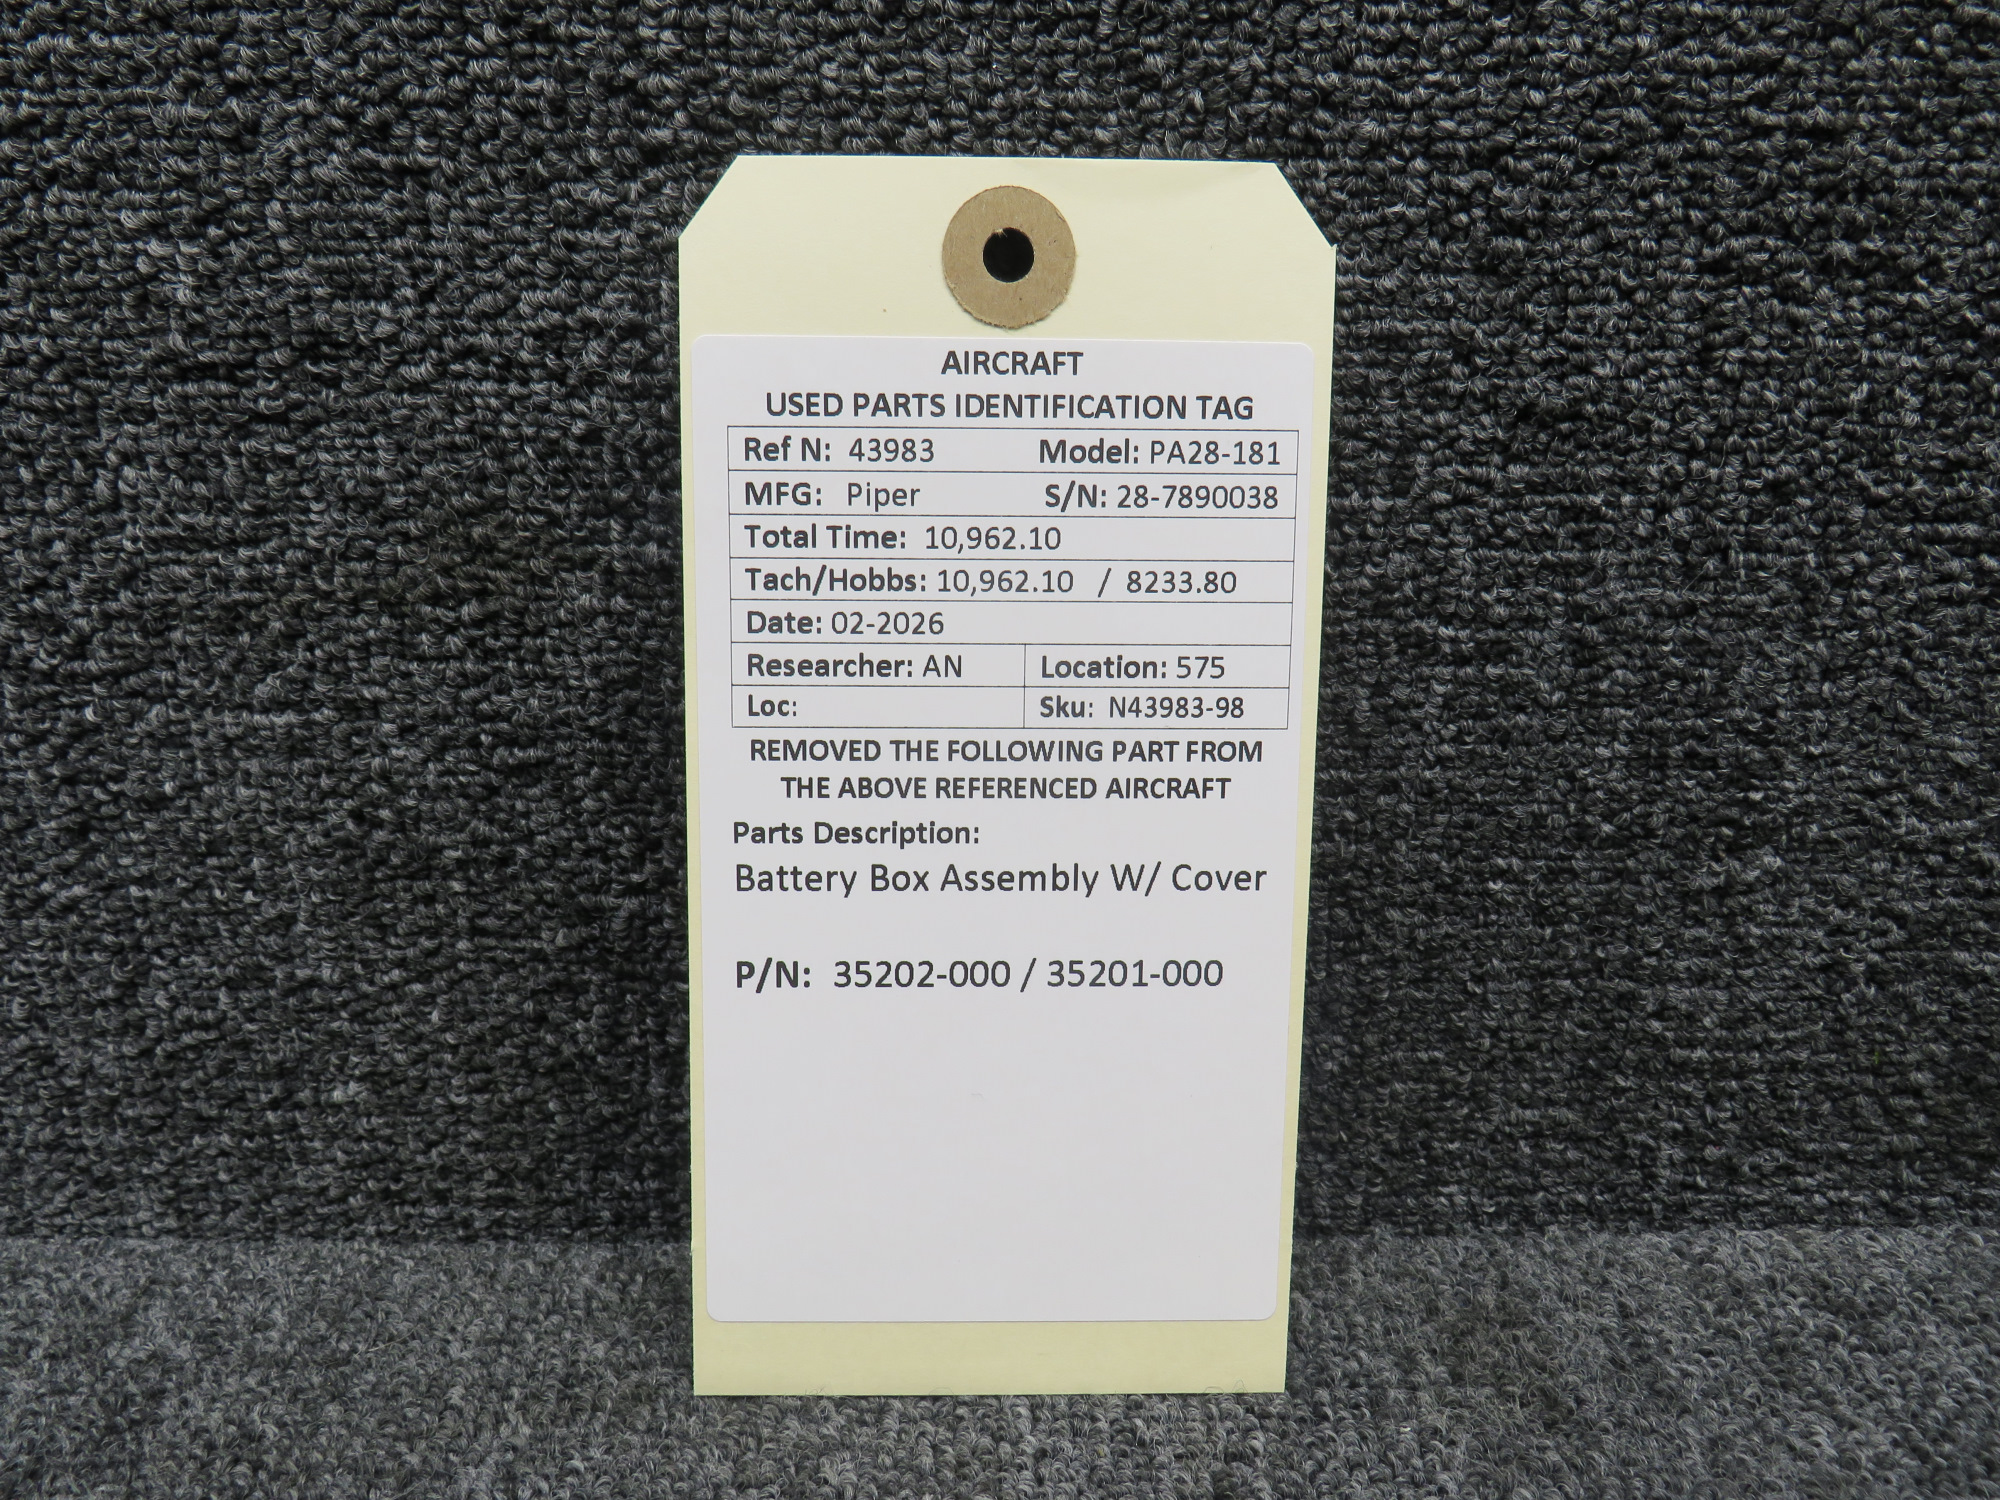 AIRCRAFT
USED PARTS IDENTIFICATION TAG
Ref N: 43983 Model: PA28-181
MFG: Piper S/N: 28-7890038
Total Time: 10,962.10
Tach/Hobbs: 10,962.10 / 8233.80
Date: 02-2026
Researcher: AN Location: 575
Loc: Sku: N43983-98
REMOVED THE FOLLOWING PART FROM
THE ABOVE REFERENCED AIRCRAFT
Parts Description:
Battery Box Assembly W/ Cover
P/N: 35202-000 / 35201-000